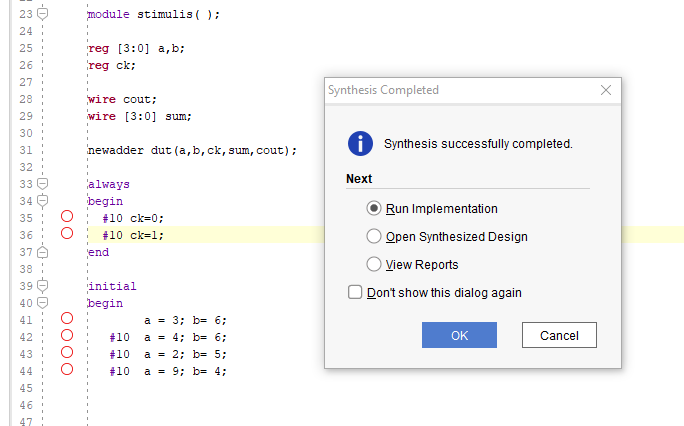 23 module stimulis( );
24
25 reg [3:0] a,b;
26 reg ck;
27
28 wire cout;
29 wire [3:0] sum;
30
31 newadder dut(a,b,ck,sum,cout);
32
33 always
34 begin
35 #10 ck=0;
36 #10 ck=1;
37 end
38
39 initial
40 begin
41 a = 3; b= 6;
42 #10 a = 4; b= 6;
43 #10 a = 2; b= 5;
44 #10 a = 9; b= 4;
45
46
47
Synthesis Completed
Synthesis successfully completed.
Next
Run Implementation
Open Synthesized Design
View Reports
Don't show this dialog again
OK Cancel